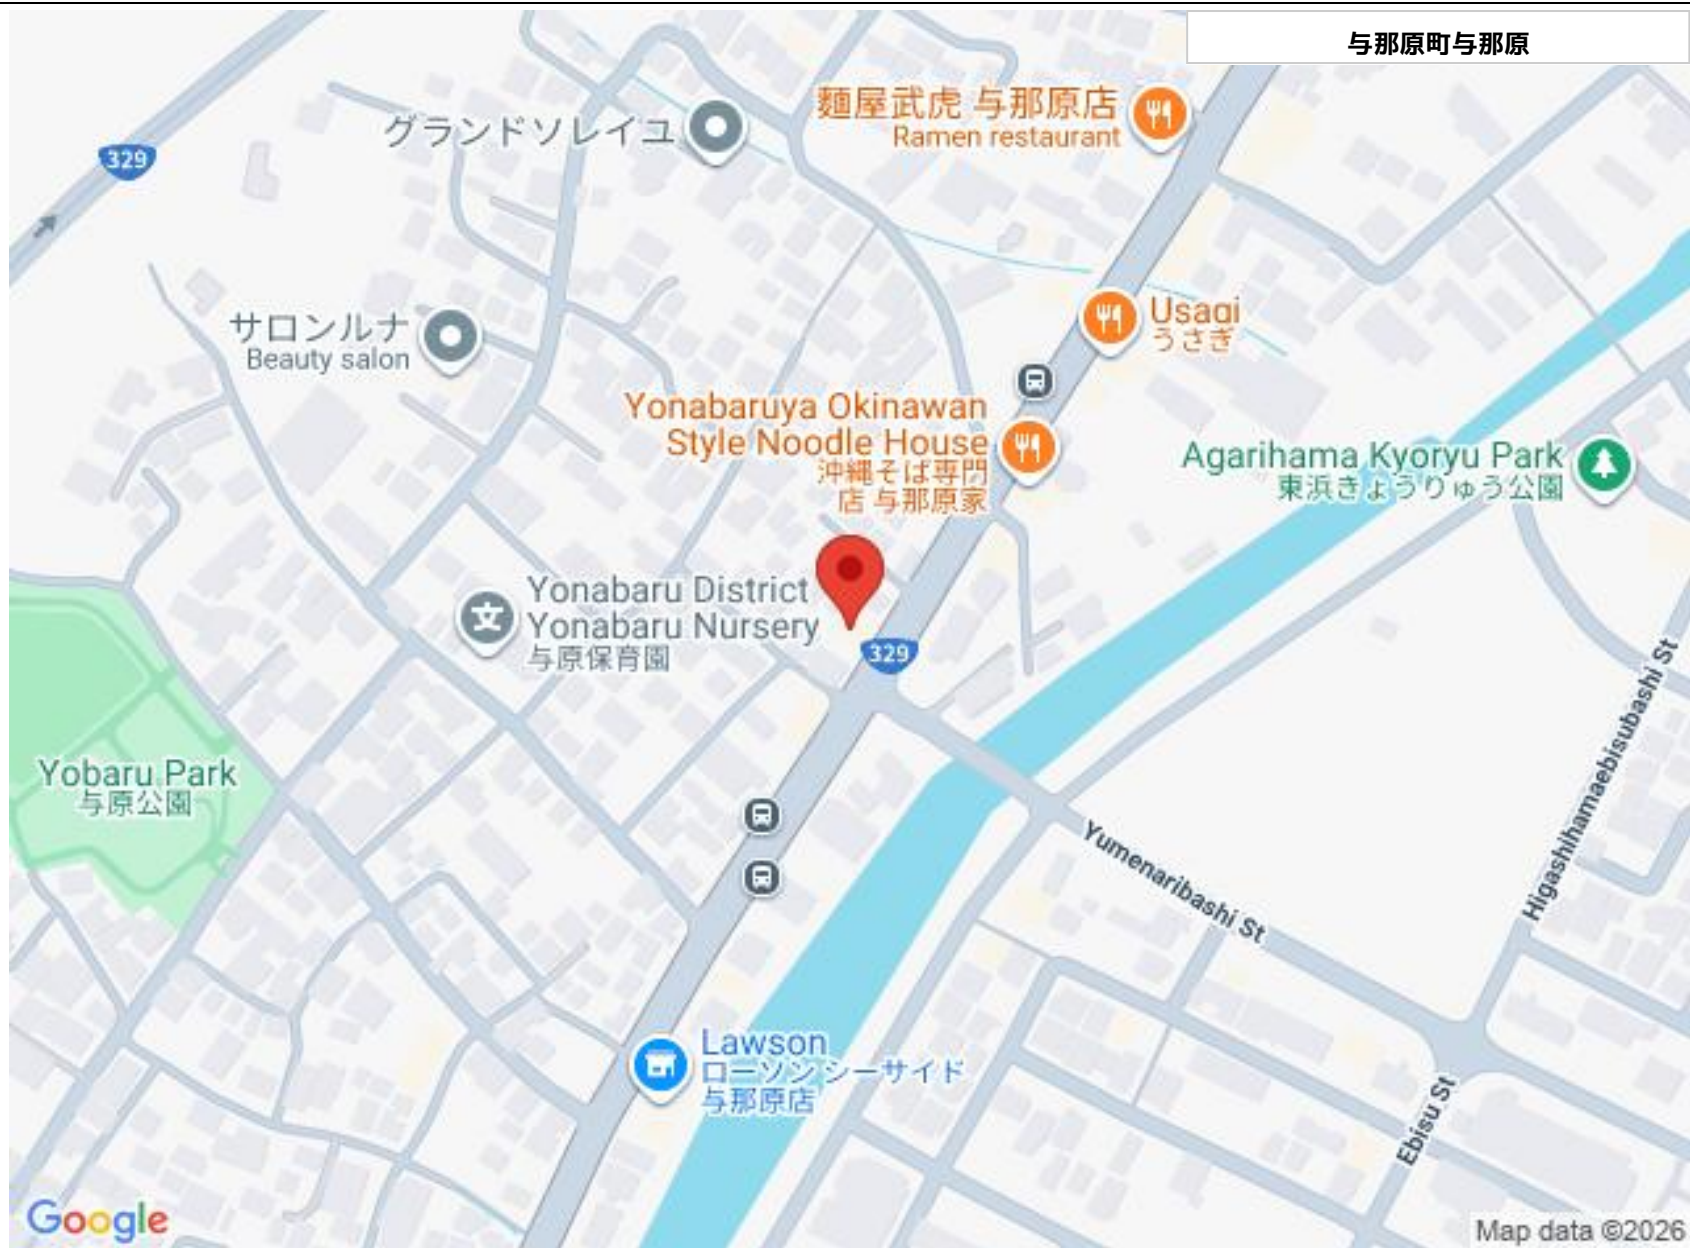 与那原町与那原
麺屋武虎 与那原店
Ramen restaurant
グランドソレイユ
329
Usagi
うさぎ
サロンルナ
Beauty salon
Yonabaruya Okinawan
Style Noodle House
沖縄そば専門
店 与那原家
Agarihama Kyoryu Park
東浜きょうりゅう公園
Yonabaru District
Yonabaru Nursery
与原保育園
329
Higashihamaebisubashi St
Yobaru Park
与原公園
Yumenaribashi St
Lawson
ローソン シーサイド
与那原店
Ebisu St
Google
Map data ©2026